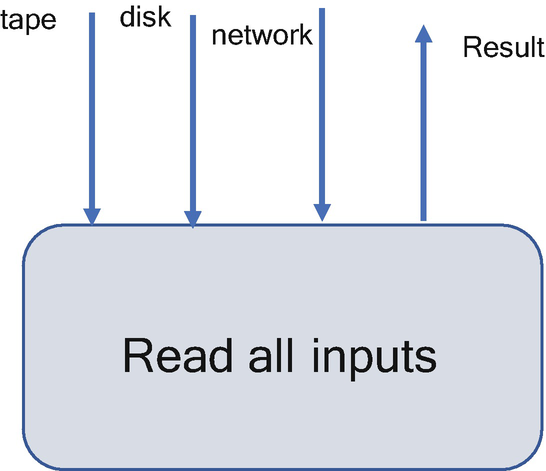 tape
disk
network
Result
Read all inputs